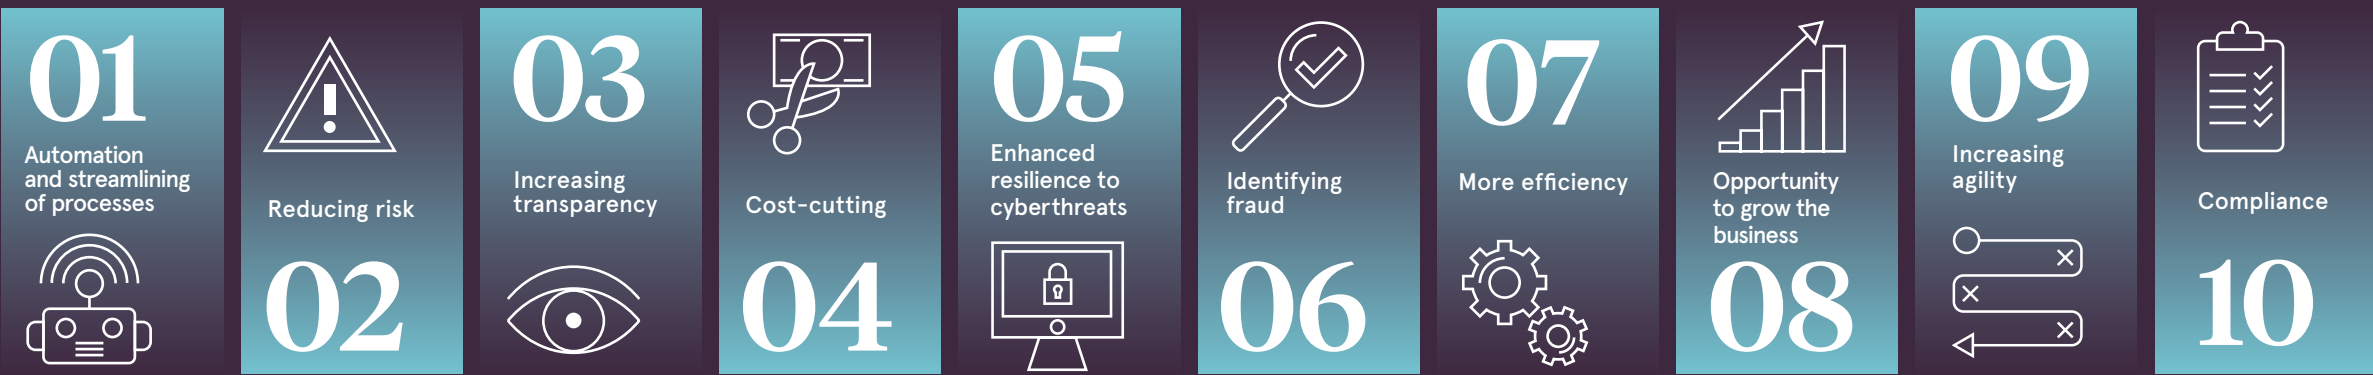 01
Automation
and streamlining
of processes
Reducing risk
02
03
Increasing
transparency
Cost-cutting
04
05
Enhanced
resilience to
cyberthreats
Identifying
fraud
06
07
More efficiency
Opportunity
to grow the
business
08
09
Increasing
agility
Compliance
10